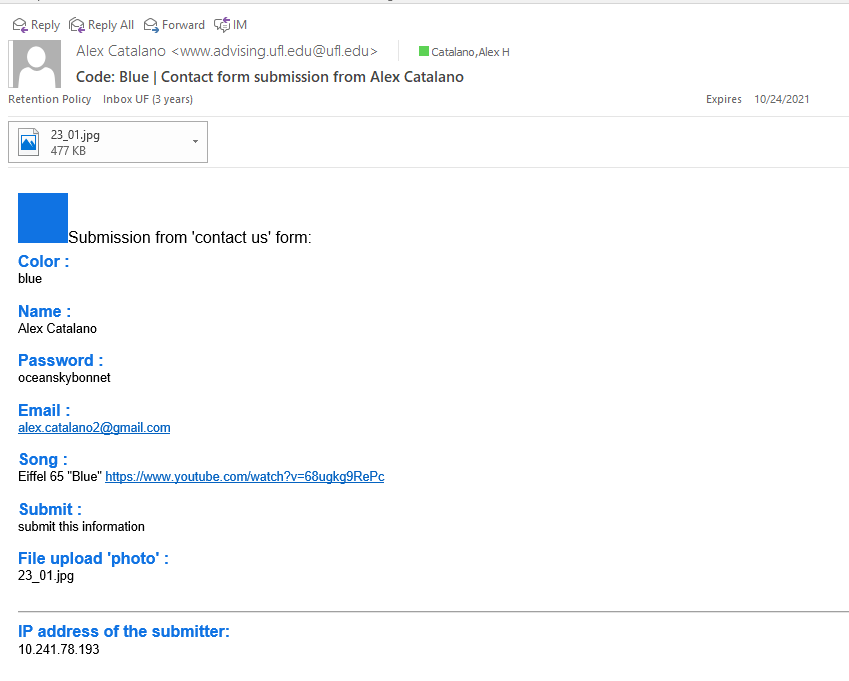 Reply Reply All Forward IM
Alex Catalano <www.advising.ufl.edu@ufl.edu> Catalano,Alex H
Code: Blue | Contact form submission from Alex Catalano
Retention Policy Inbox UF (3 years) Expires 10/24/2021
23_01.jpg
477 KB
Submission from 'contact us' form:
Color :
blue
Name :
Alex Catalano
Password :
oceanskybonnet
Email :
alex.catalano2@gmail.com
Song :
Eiffel 65 "Blue" https://www.youtube.com/watch?v=68ugkg9RePc
Submit :
submit this information
File upload 'photo' :
23_01.jpg
IP address of the submitter:
10.241.78.193